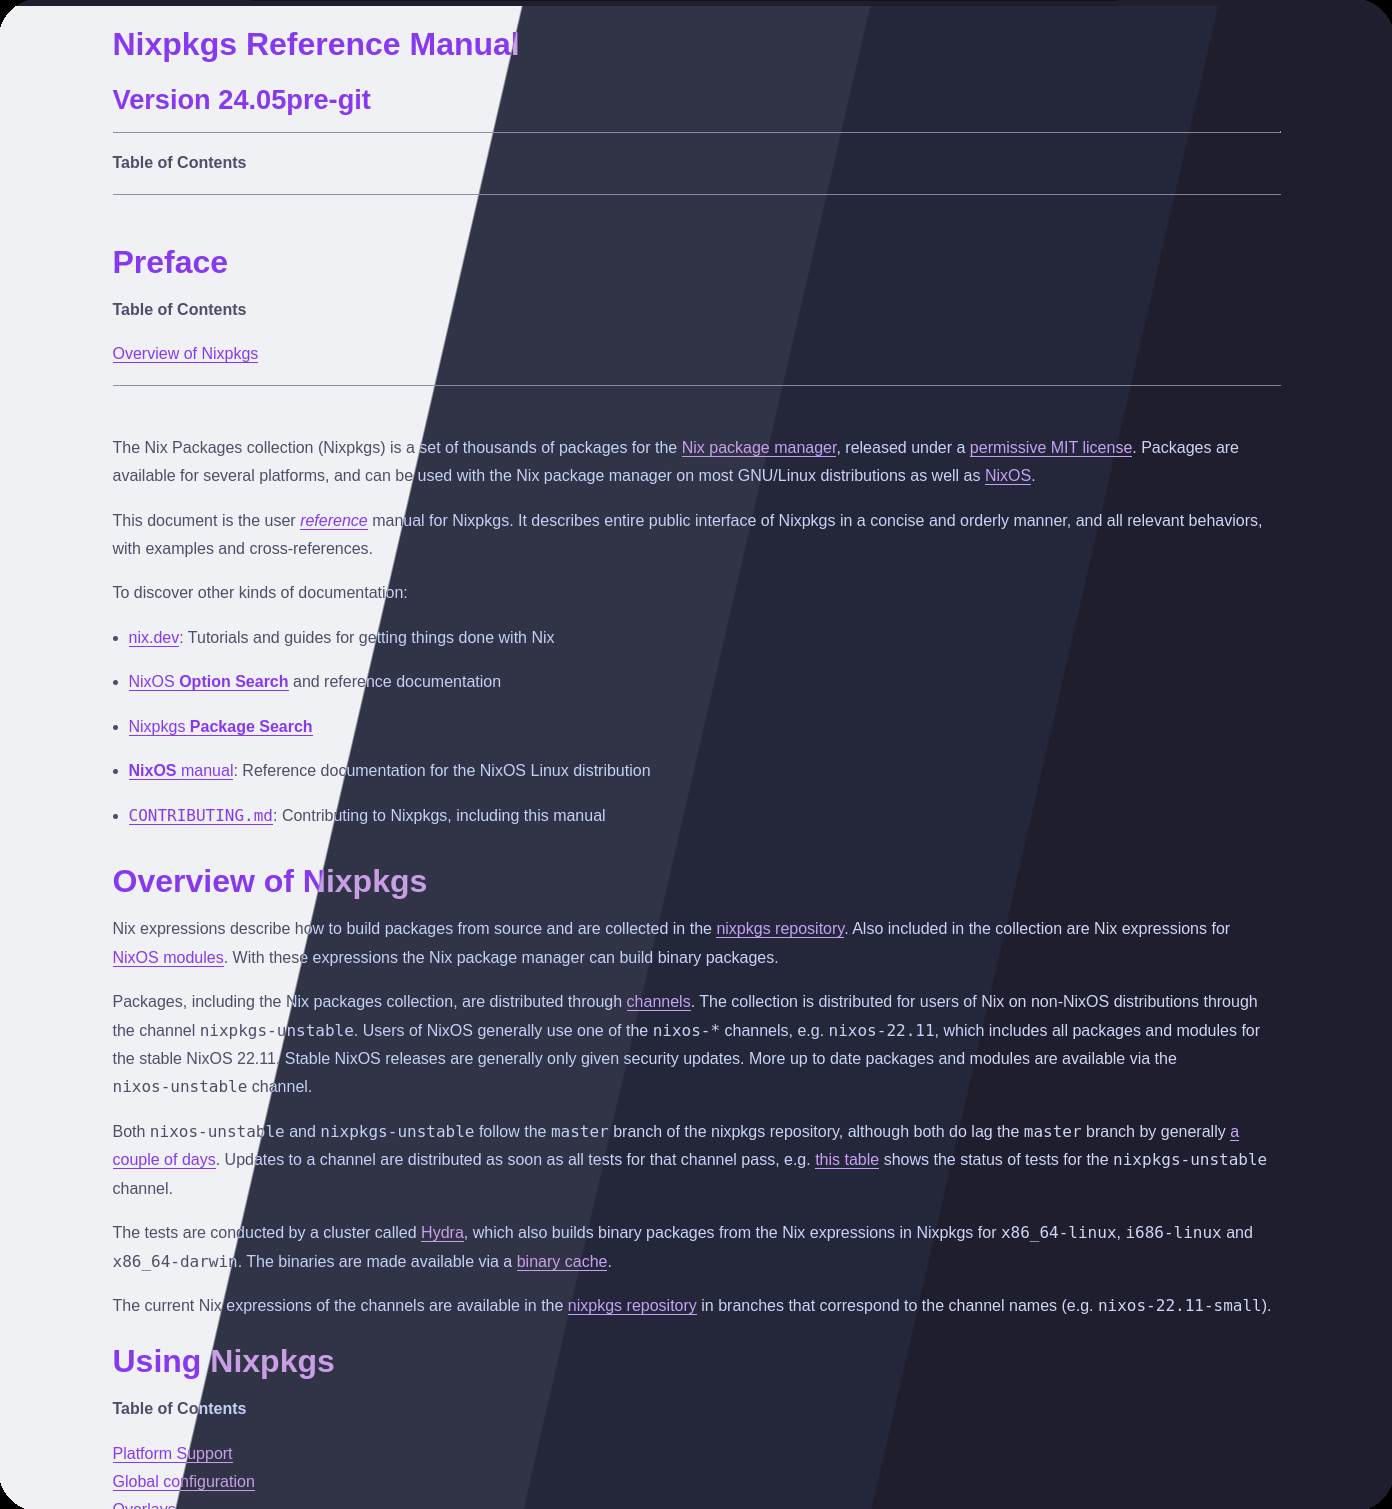 Nixpkgs Reference Manual
Version 24.05pre-git
Table of Contents
Preface
Table of Contents
Overview of Nixpkgs
The Nix Packages collection (Nixpkgs) is a set of thousands of packages for the Nix package manager, released under a permissive MIT license. Packages are
available for several platforms, and can be used with the Nix package manager on most GNU/Linux distributions as well as NixOS.
This document is the user reference manual for Nixpkgs. It describes entire public interface of Nixpkgs in a concise and orderly manner, and all relevant behaviors,
with examples and cross-references.
To discover other kinds of documentation:
• nix.dev: Tutorials and guides for getting things done with Nix
• NixOS Option Search and reference documentation
• Nixpkgs Package Search
• NixOS manual: Reference documentation for the NixOS Linux distribution
• CONTRIBUTING.md: Contributing to Nixpkgs, including this manual
Overview of Nixpkgs
Nix expressions describe how to build packages from source and are collected in the nixpkgs repository. Also included in the collection are Nix expressions for
NixOS modules. With these expressions the Nix package manager can build binary packages.
Packages, including the Nix packages collection, are distributed through channels. The collection is distributed for users of Nix on non-NixOS distributions through
the channel nixpkgs-unstable. Users of NixOS generally use one of the nixos-* channels, e.g. nixos-22.11, which includes all packages and modules for
the stable NixOS 22.11. Stable NixOS releases are generally only given security updates. More up to date packages and modules are available via the
nixos-unstable channel.
Both nixos-unstable and nixpkgs-unstable follow the master branch of the nixpkgs repository, although both do lag the master branch by generally a
couple of days. Updates to a channel are distributed as soon as all tests for that channel pass, e.g. this table shows the status of tests for the nixpkgs-unstable
channel.
The tests are conducted by a cluster called Hydra, which also builds binary packages from the Nix expressions in Nixpkgs for x86_64-linux, i686-linux and
x86_64-darwin. The binaries are made available via a binary cache.
The current Nix expressions of the channels are available in the nixpkgs repository in branches that correspond to the channel names (e.g. nixos-22.11-small).
Using Nixpkgs
Table of Contents
Platform Support
Global configuration
Overlays